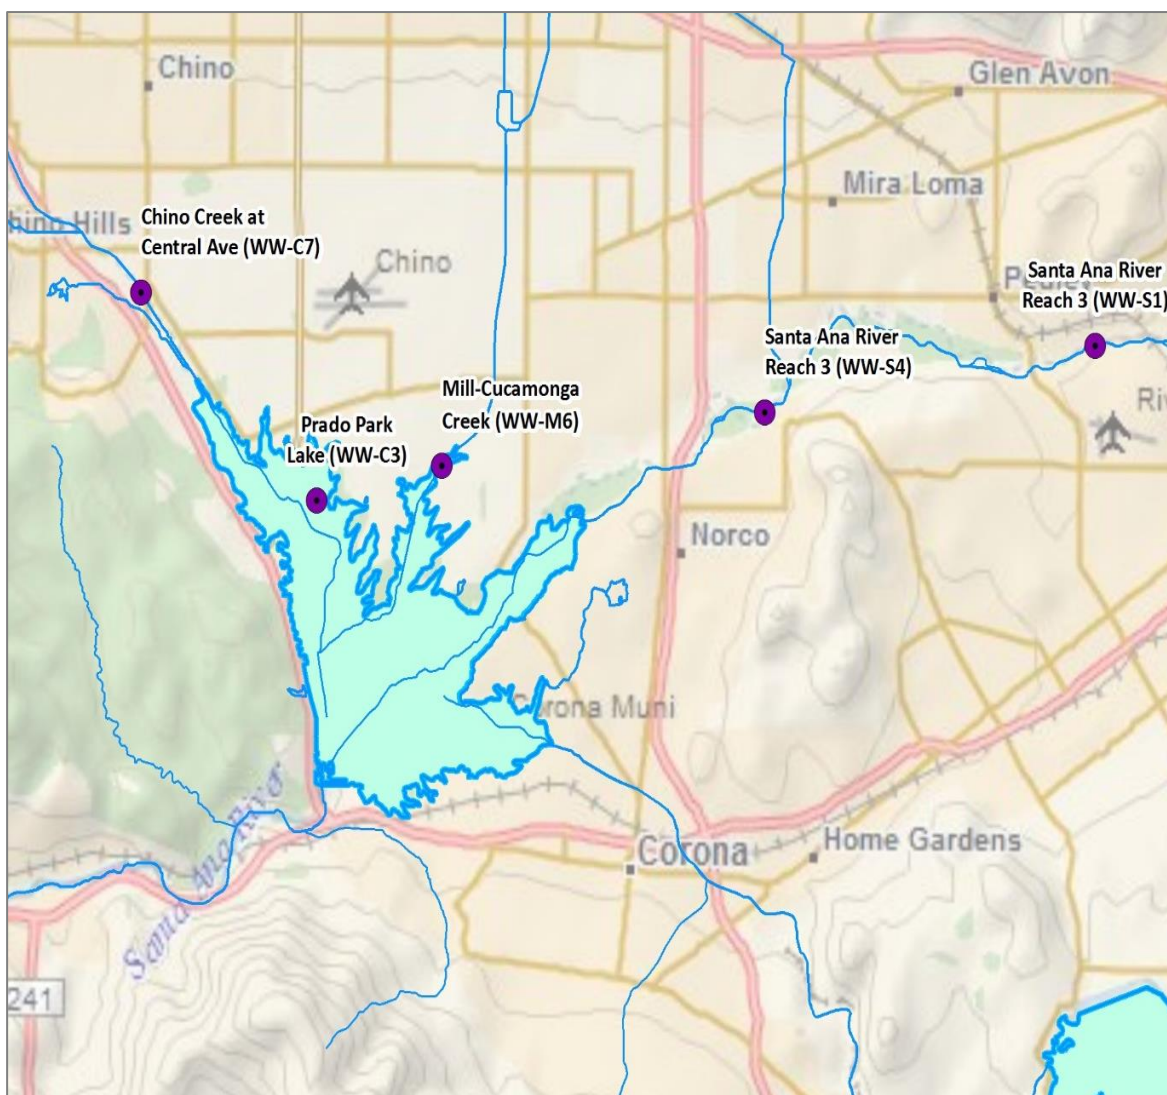 Chino
Glen Avon
Mira Loma
hino Hills
Chino Creek at
Central Ave (WW-C7)
Chino
Santa Ana River
Reach 3 (WW-S1)
Santa Ana River
Reach 3 (WW-S4)
Mill-Cucamonga
Creek (WW-M6)
Prado Park
Lake (WW-C3)
Riv
Norco
Corona Muni
Santa Ana River
Corona
Home Gardens
241